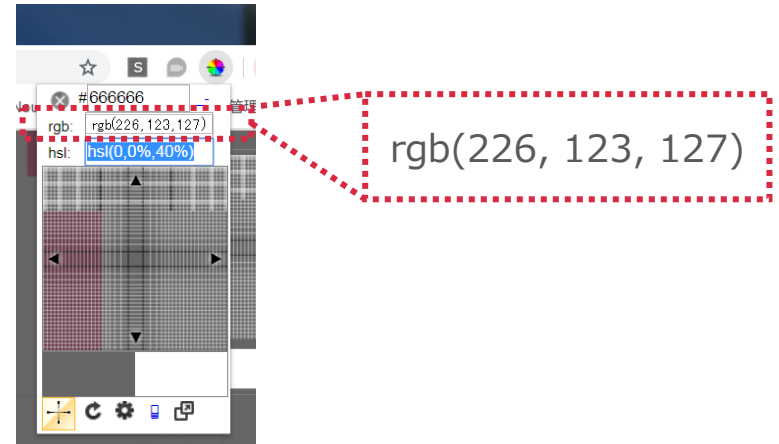 S
#666666
-
管理
rgb: rgb(226,123,127)
hsl: hsl(0,0%,40%)
rgb(226, 123, 127)